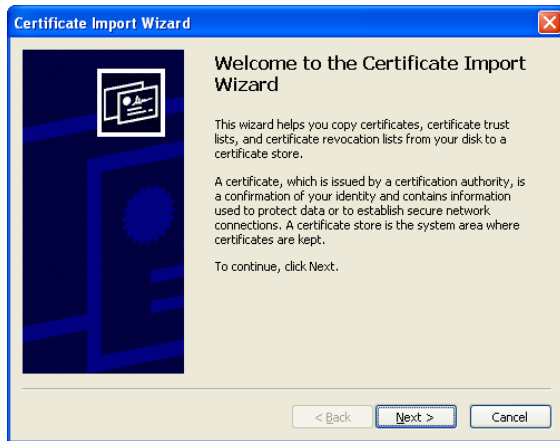 Certificate Import Wizard
Welcome to the Certificate Import
Wizard
This wizard helps you copy certificates, certificate trust
lists, and certificate revocation lists from your disk to a
certificate store.
A certificate, which is issued by a certification authority, is
a confirmation of your identity and contains information
used to protect data or to establish secure network
connections. A certificate store is the system area where
certificates are kept.
To continue, click Next.
< Back Next > Cancel